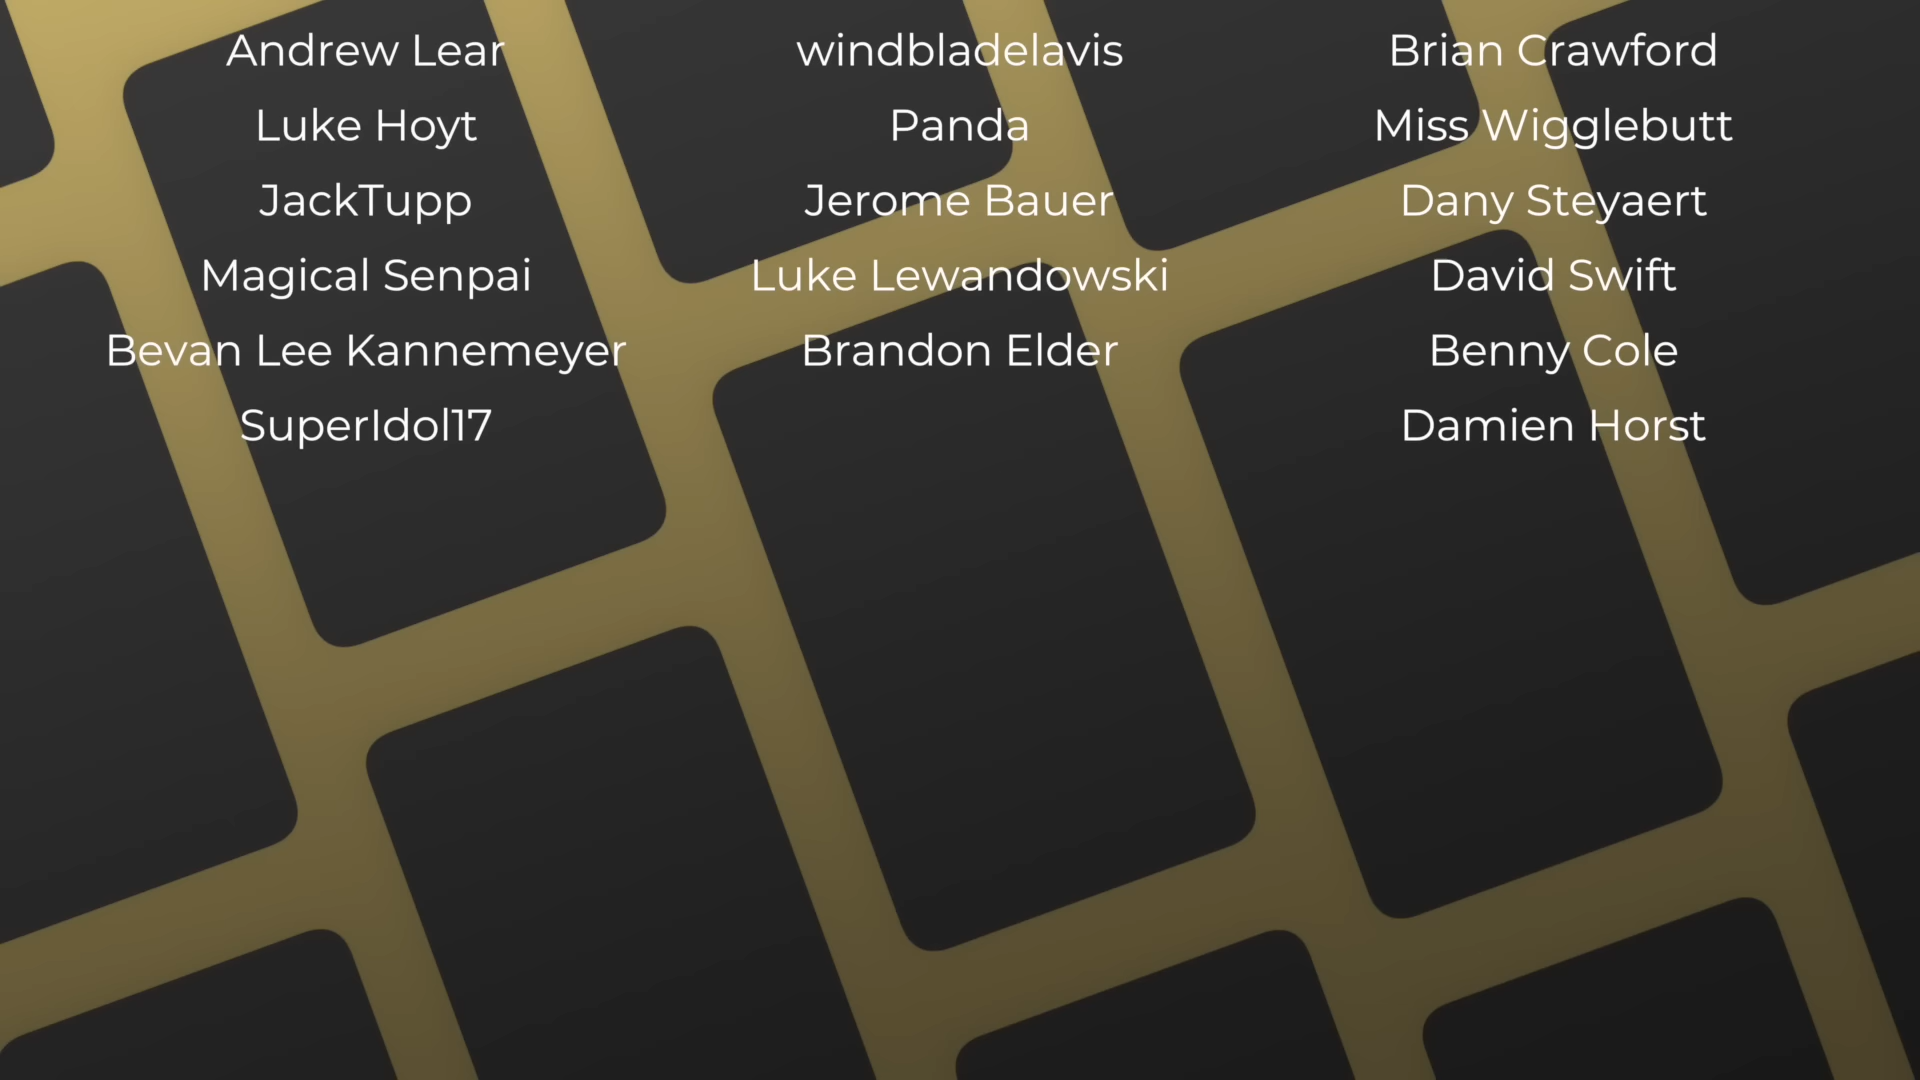 Andrew Lear
Luke Hoyt
JackTupp
Magical Senpai
Bevan Lee Kannemeyer
SuperIdol17
windbladelavis
Panda
Jerome Bauer
Luke Lewandowski
Brandon Elder
Brian Crawford
Miss Wigglebutt
Dany Steyaert
David Swift
Benny Cole
Damien Horst